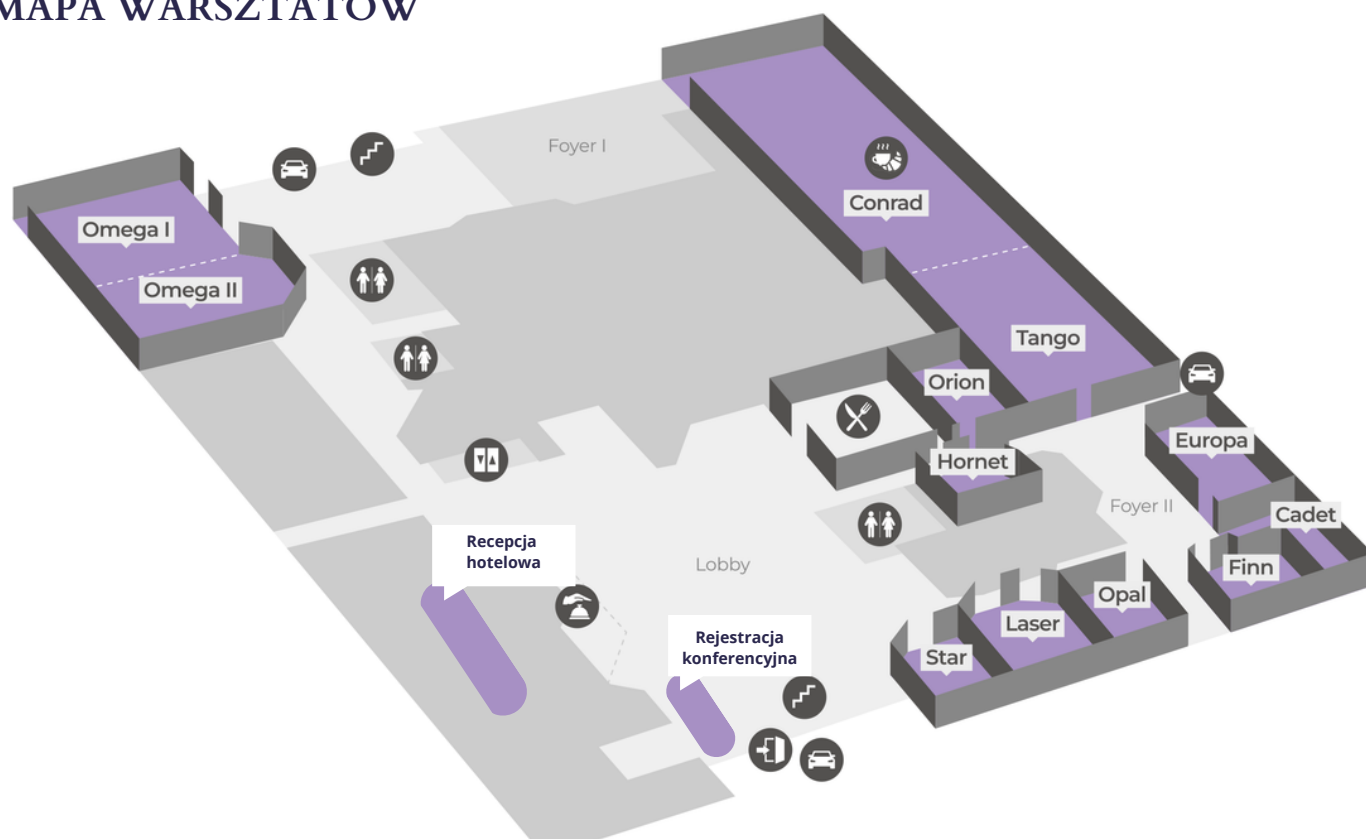 MAPA WARSZTATÓW
Foyer I
Conrad
Omega I
Omega II
Tango
Orion
Europa
Hornet
Foyer II
Cadet
Recepcja
hotelowa
Lobby
Finn
Opal
Laser
Rejestracja
konferencyjna
Star